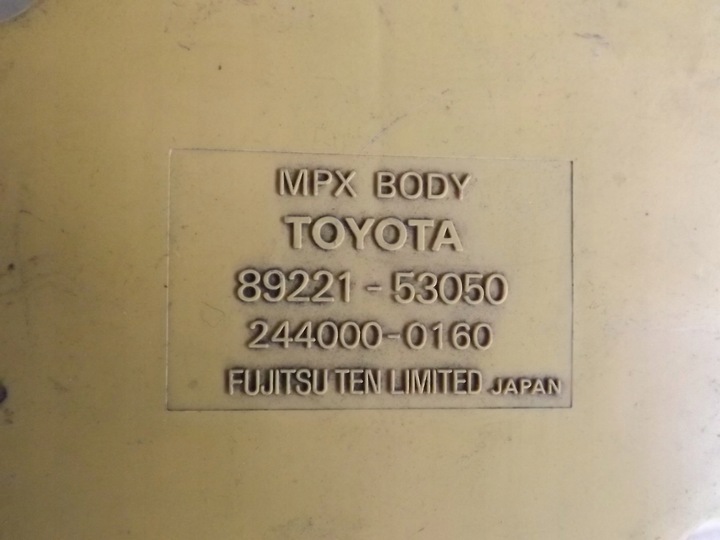 MPX BODY
TOYOTA
89221-53050
244000-0160
FUJITSU TEN LIMITED JAPAN